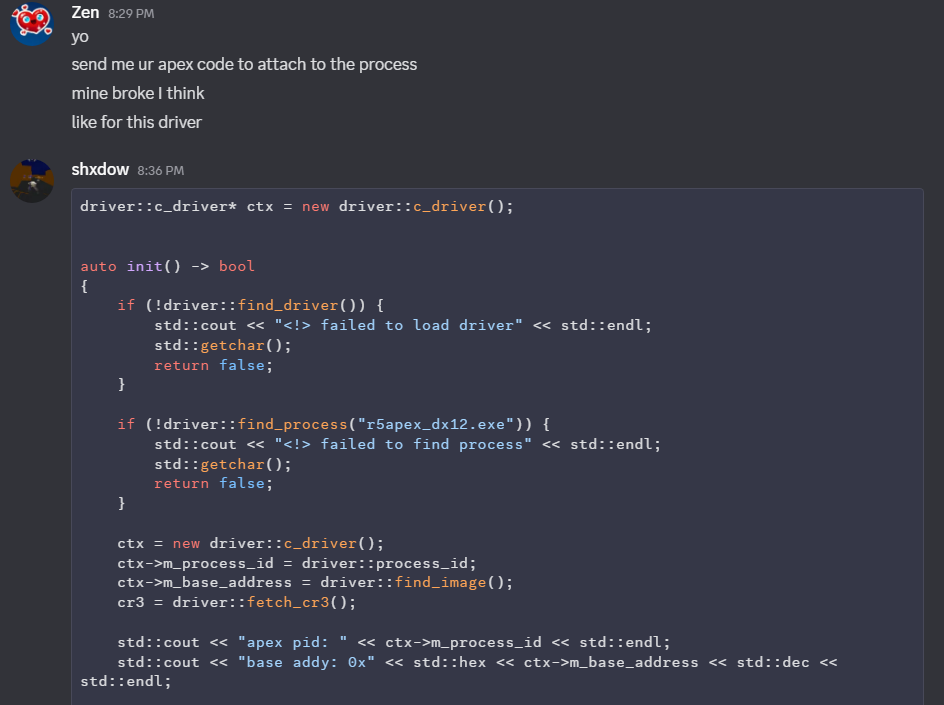 Zen 8:29 PM
yo
send me ur apex code to attach to the process
mine broke I think
like for this driver
shxdow 8:36 PM
driver::c_driver* ctx = new driver::c_driver();
auto init() -> bool
{
    if (!driver::find_driver()) {
        std::cout << "<!> failed to load driver" << std::endl;
        std::getchar();
        return false;
    }
    if (!driver::find_process("r5apex_dx12.exe")) {
        std::cout << "<!> failed to find process" << std::endl;
        std::getchar();
        return false;
    }
    ctx = new driver::c_driver();
    ctx->m_process_id = driver::process_id;
    ctx->m_base_address = driver::find_image();
    cr3 = driver::fetch_cr3();
    std::cout << "apex pid: " << ctx->m_process_id << std::endl;
    std::cout << "base addy: 0x" << std::hex << ctx->m_base_address << std::dec <<
std::endl;